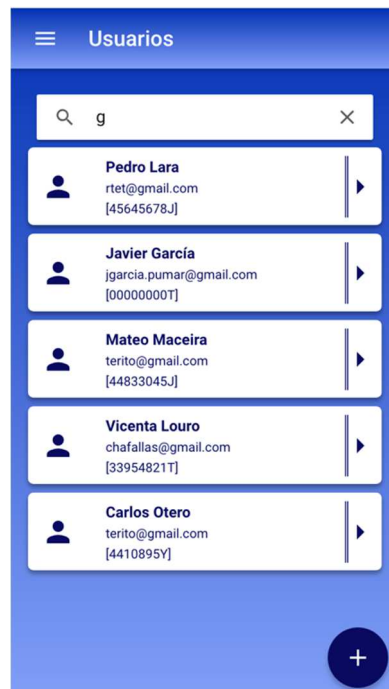 Usuarios
g
Pedro Lara
rtet@gmail.com
[45645678J]
Javier García
jgarcia.pumar@gmail.com
[00000000T]
Mateo Maceira
terito@gmail.com
[44833045J]
Vicenta Louro
chafallas@gmail.com
[33954821T]
Carlos Otero
terito@gmail.com
[4410895Y]